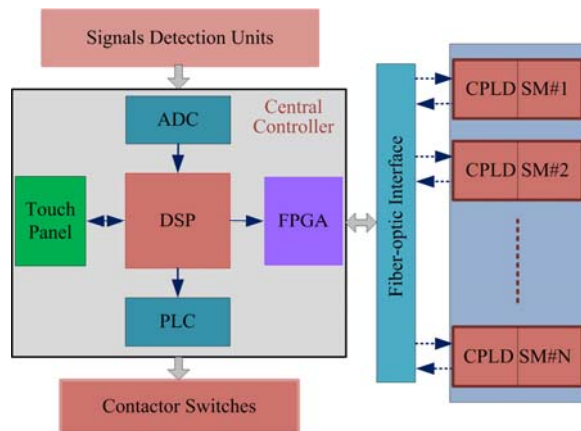 Signals Detection Units
ADC
Central
Controller
Touch
Panel
DSP
FPGA
PLC
Contactor Switches
Fiber-optic Interface
CPLD SM#1
CPLD SM#2
CPLD SM#N